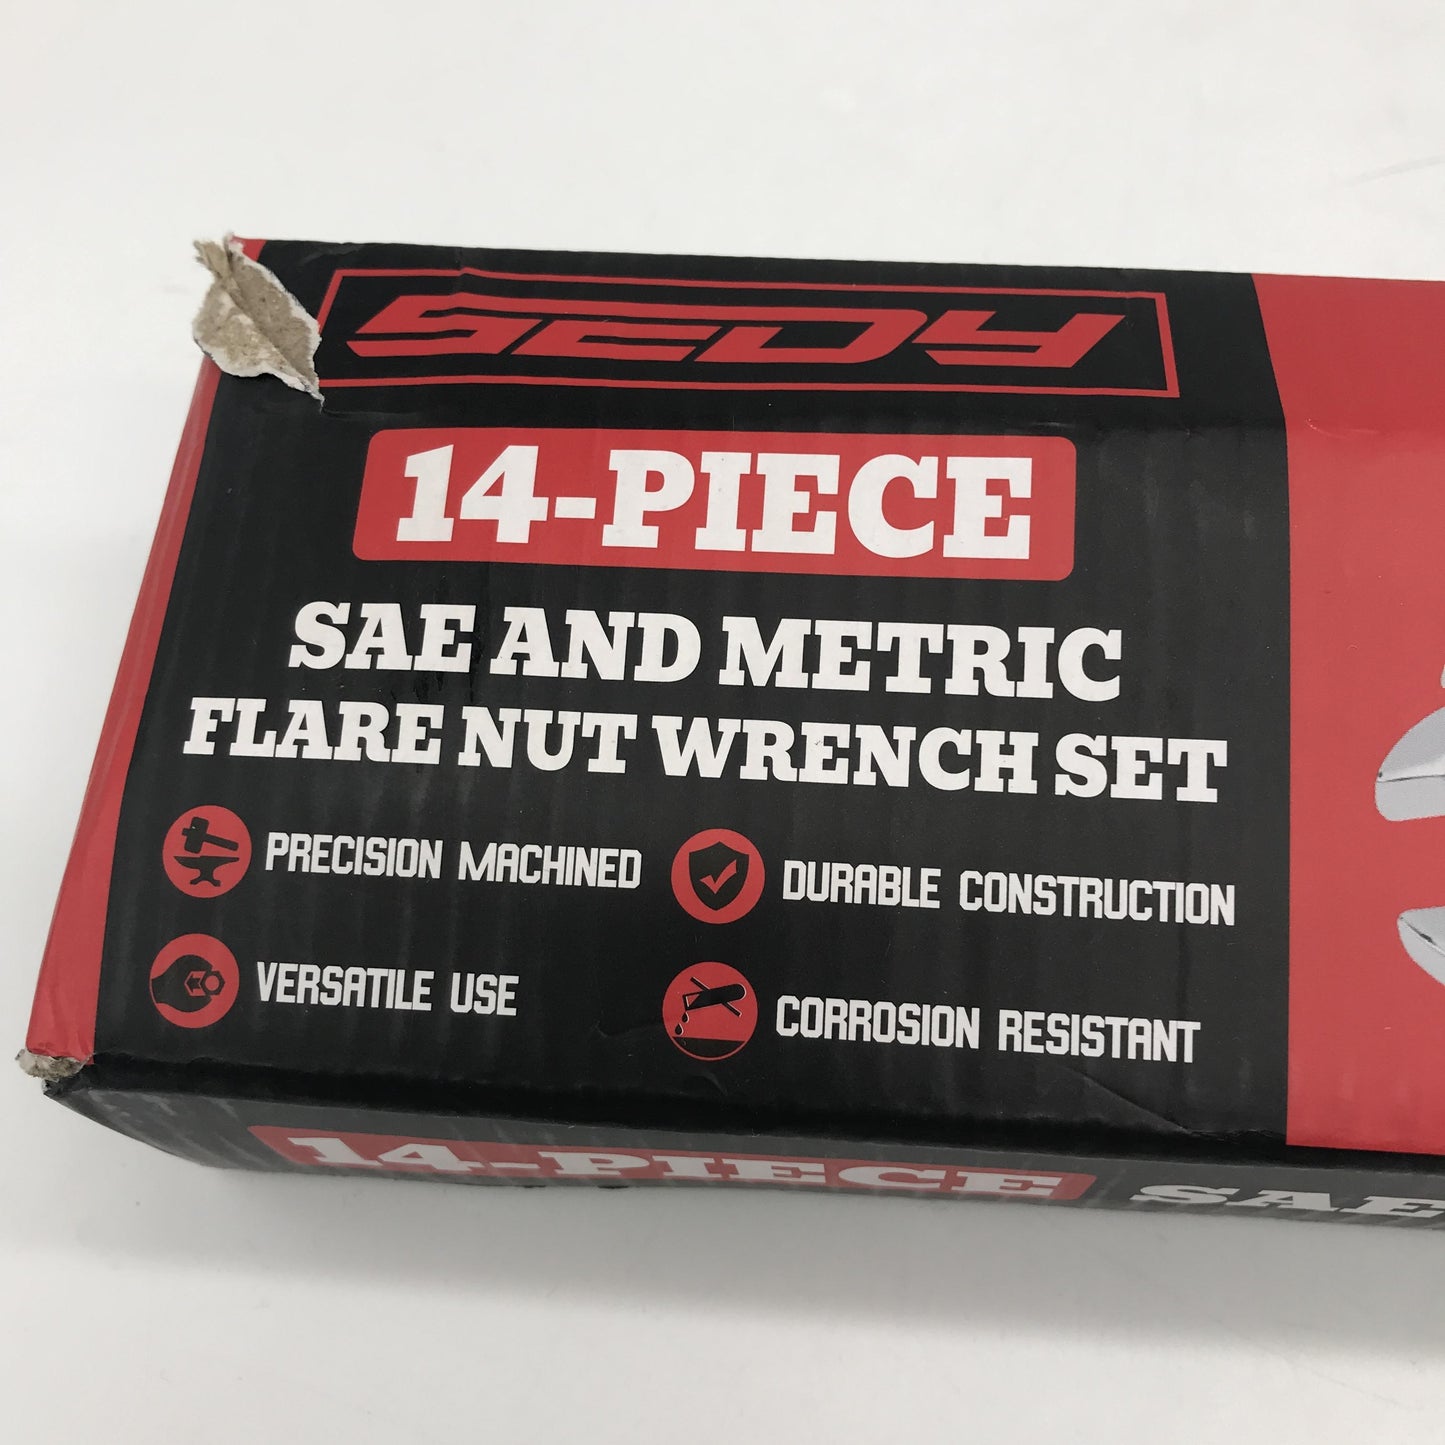 SEDY
14-PIECE
SAE AND METRIC
FLARE NUT WRENCH SET
PRECISION MACHINED
DURABLE CONSTRUCTION
VERSATILE USE
CORROSION RESISTANT
14-PIECE SAE